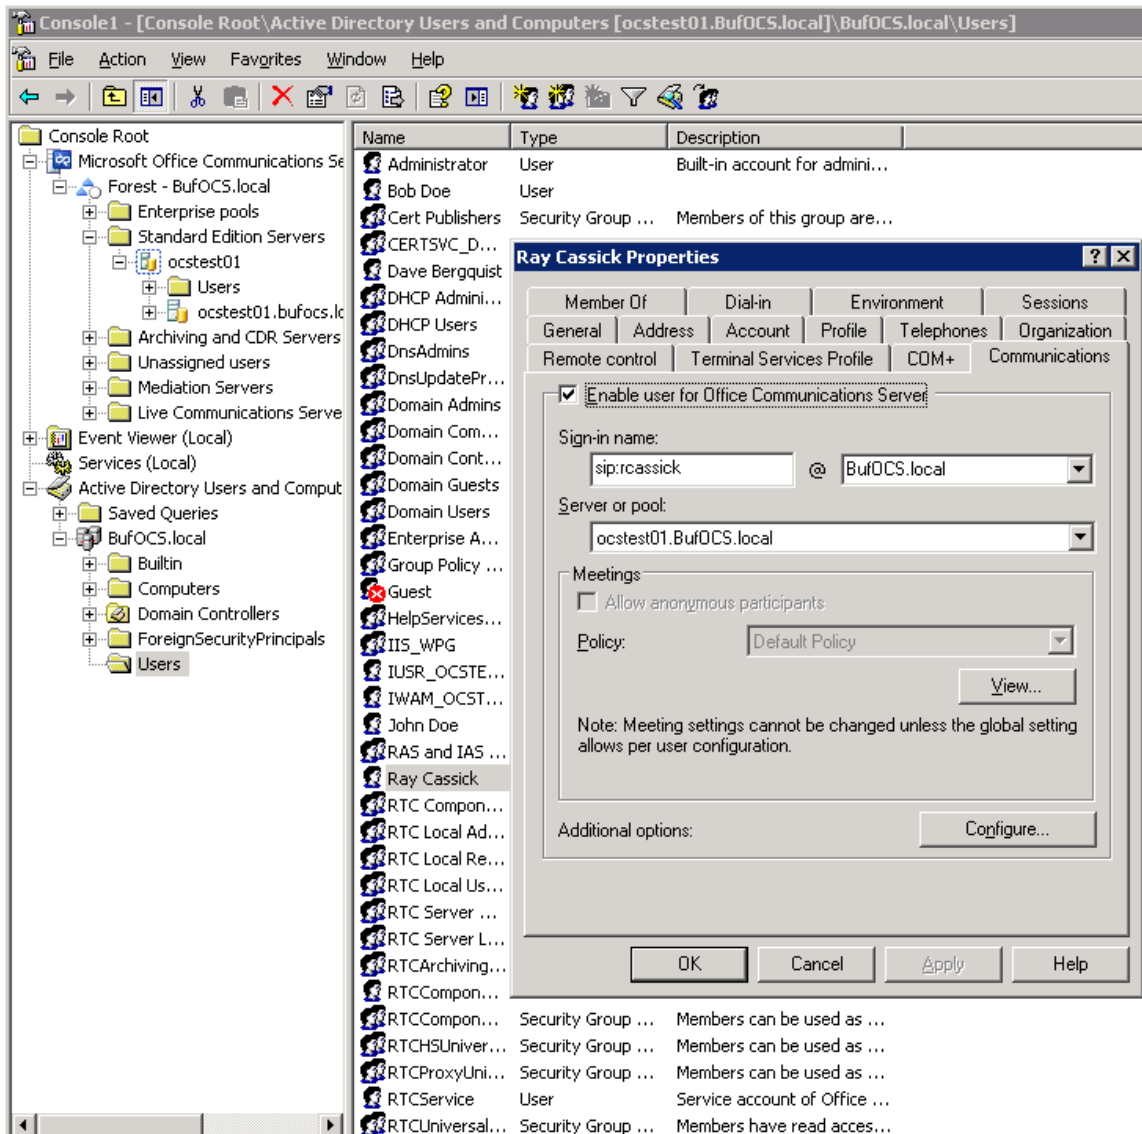 Console1 - [Console Root\Active Directory Users and Computers [ocstest01.BufOCS.local]\BufOCS.local\Users]
File Action View Favorites Window Help
Console Root
Microsoft Office Communications Se
Forest - BufOCS.local
Enterprise pools
Standard Edition Servers
ocstest01
Users
ocstest01.bufocs.lc
Archiving and CDR Servers
Unassigned users
Mediation Servers
Live Communications Serve
Event Viewer (Local)
Services (Local)
Active Directory Users and Comput
Saved Queries
BufOCS.local
Builtin
Computers
Domain Controllers
ForeignSecurityPrincipals
Users
Name Type Description
Administrator User Built-in account for admini...
Bob Doe User
Cert Publishers Security Group ... Members of this group are...
CERTSVC_D...
Dave Bergquist
DHCP Admini...
DHCP Users
DnsAdmins
DnsUpdatePr...
Domain Admins
Domain Com...
Domain Cont...
Domain Guests
Domain Users
Enterprise A...
Group Policy ...
Guest
HelpServices...
IIS_WPG
IUSR_OCSTE...
IWAM_OCST...
John Doe
RAS and IAS ...
Ray Cassick
RTC Compon...
RTC Local Ad...
RTC Local Re...
RTC Local Us...
RTC Server ...
RTC Server L...
RTCArchiving...
RTCCompon...
RTCCompon... Security Group ... Members can be used as ...
RTCHSUniver... Security Group ... Members can be used as ...
RTCProxyUni... Security Group ... Members can be used as ...
RTCService User Service account of Office ...
RTCUniversal... Security Group ... Members have read acces...
Ray Cassick Properties
Member Of Dial-in Environment Sessions
General Address Account Profile Telephones Organization
Remote control Terminal Services Profile COM+ Communications
Enable user for Office Communications Server
Sign-in name:
sip:rcassick @ BufOCS.local
Server or pool:
ocstest01.BufOCS.local
Meetings
Allow anonymous participants
Policy: Default Policy
View...
Note: Meeting settings cannot be changed unless the global setting
allows per user configuration.
Additional options: Configure...
OK Cancel Apply Help